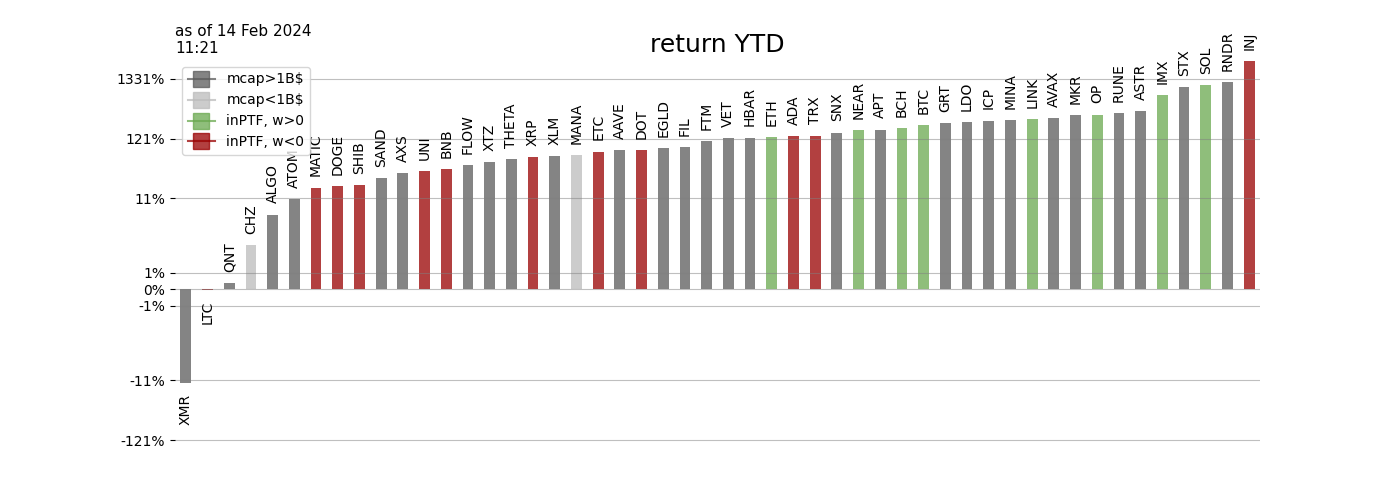 as of 14 Feb 2024
11:21
return YTD
mcap>1B$
mcap<1B$
inPTF, w>0
inPTF, w<0
1331%
121%
11%
1%
0%
-1%
-11%
-121%
XMR
LTC
QNT
CHZ
ALGO
ATOM
MATIC
DOGE
SHIB
SAND
AXS
UNI
BNB
FLOW
XTZ
THETA
XRP
XLM
MANA
ETC
AAVE
DOT
EGLD
FIL
FTM
VET
HBAR
ETH
ADA
TRX
SNX
NEAR
APT
BCH
BTC
GRT
LDO
ICP
MINA
LINK
AVAX
MKR
OP
RUNE
ASTR
IMX
STX
SOL
RNDR
INJ